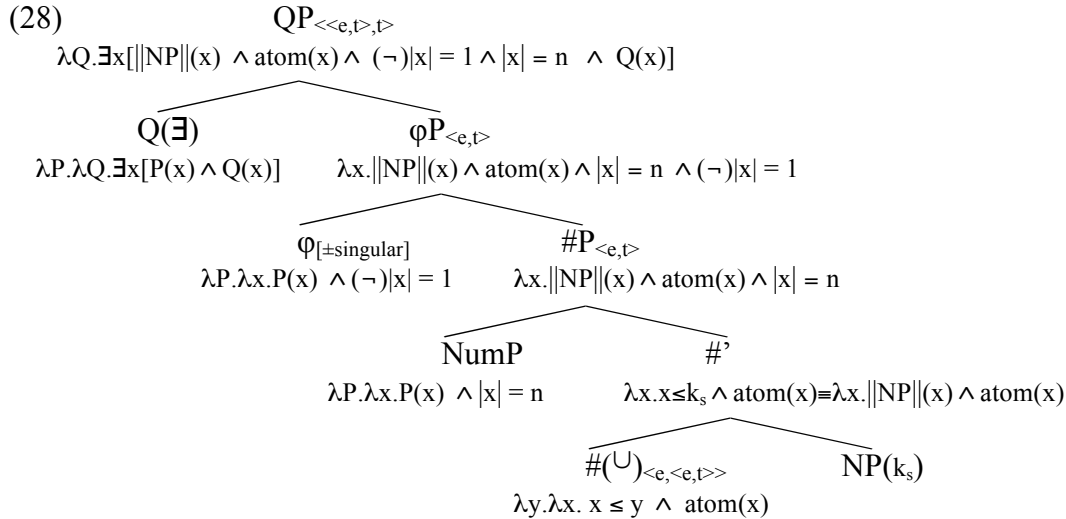 (28) QP<<e,t>,t>
λQ.∃x[||NP||(x) ∧ atom(x) ∧ (¬)|x| = 1 ∧ |x| = n ∧ Q(x)]
Q(∃) φP<e,t>
λP.λQ.∃x[P(x) ∧ Q(x)] λx.||NP||(x) ∧ atom(x) ∧ |x| = n ∧ (¬)|x| = 1
φ[±singular] #P<e,t>
λP.λx.P(x) ∧ (¬)|x| = 1 λx.||NP||(x) ∧ atom(x) ∧ |x| = n
NumP #’
λP.λx.P(x) ∧ |x| = n λx.x≤ks ∧ atom(x)≡λx.||NP||(x) ∧ atom(x)
#(∪)<e,<e,t>> NP(ks)
λy.λx. x ≤ y ∧ atom(x)